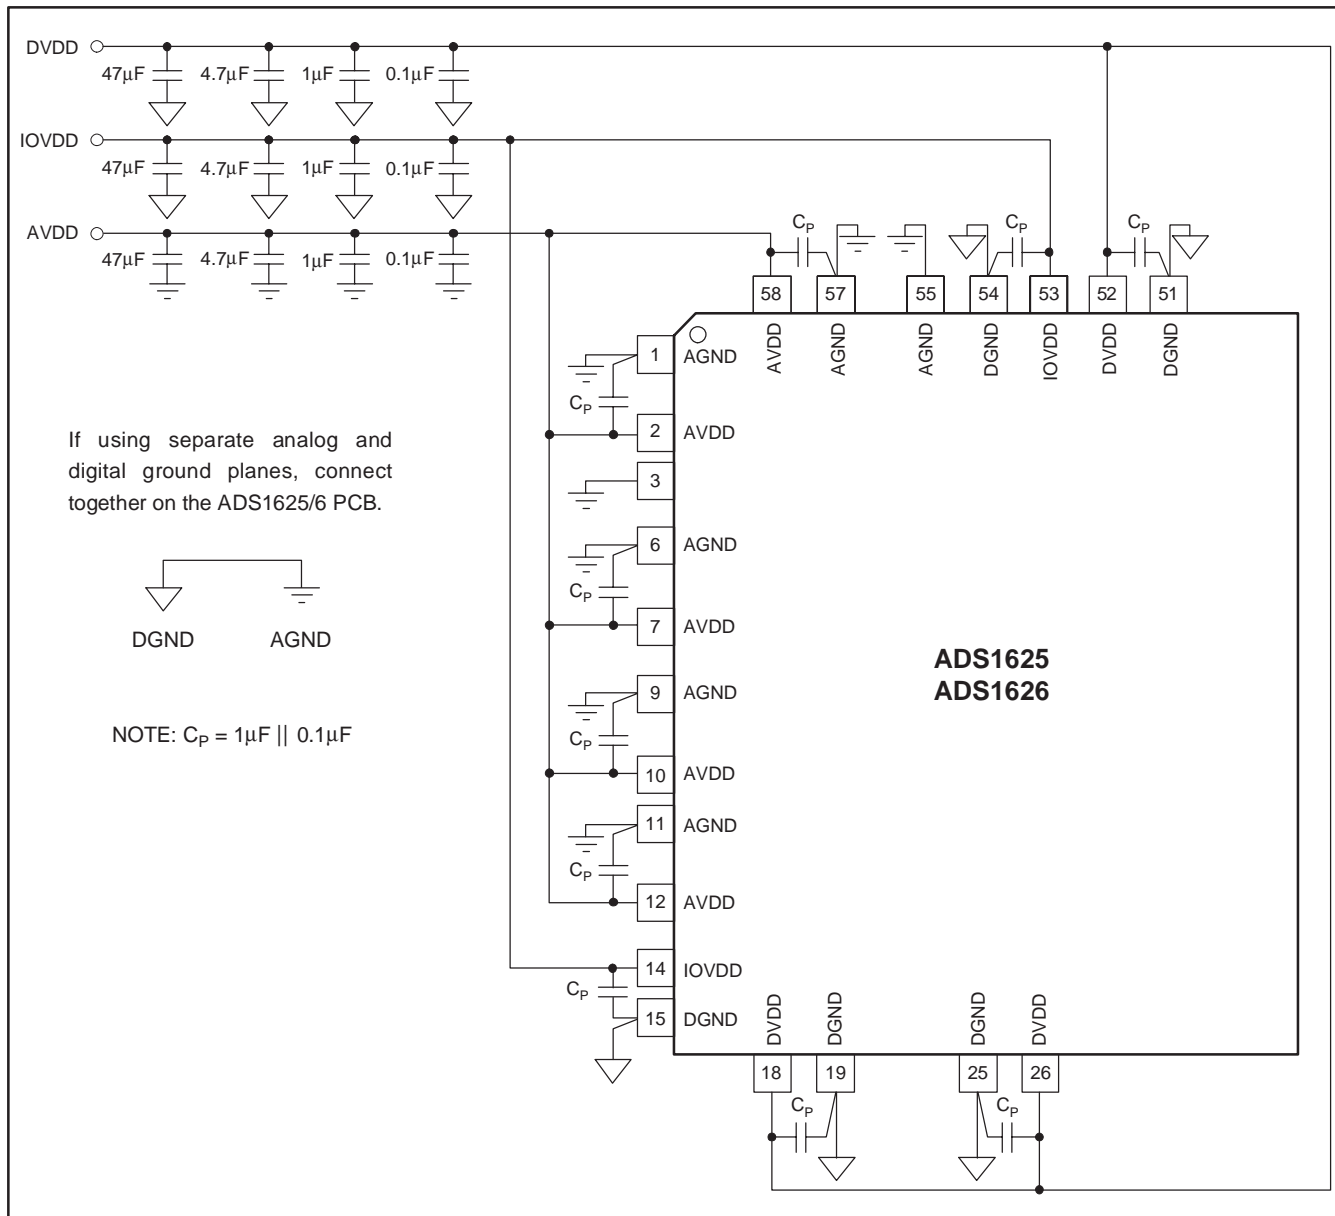 DVDD
47µF 4.7µF 1µF 0.1µF
IOVDD
47µF 4.7µF 1µF 0.1µF
AVDD
47µF 4.7µF 1µF 0.1µF
CP CP CP
58 57 55 54 53 52 51
AVDD AGND AGND DGND IOVDD DVDD DGND
1 AGND
CP
2 AVDD
3
6 AGND
CP
7 AVDD
9 AGND
CP
10 AVDD
11 AGND
CP
12 AVDD
14 IOVDD
CP
15 DGND
If using separate analog and
digital ground planes, connect
together on the ADS1625/6 PCB.
DGND AGND
NOTE: CP = 1µF || 0.1µF
ADS1625
ADS1626
DVDD DGND DGND DVDD
18 19 25 26
CP CP